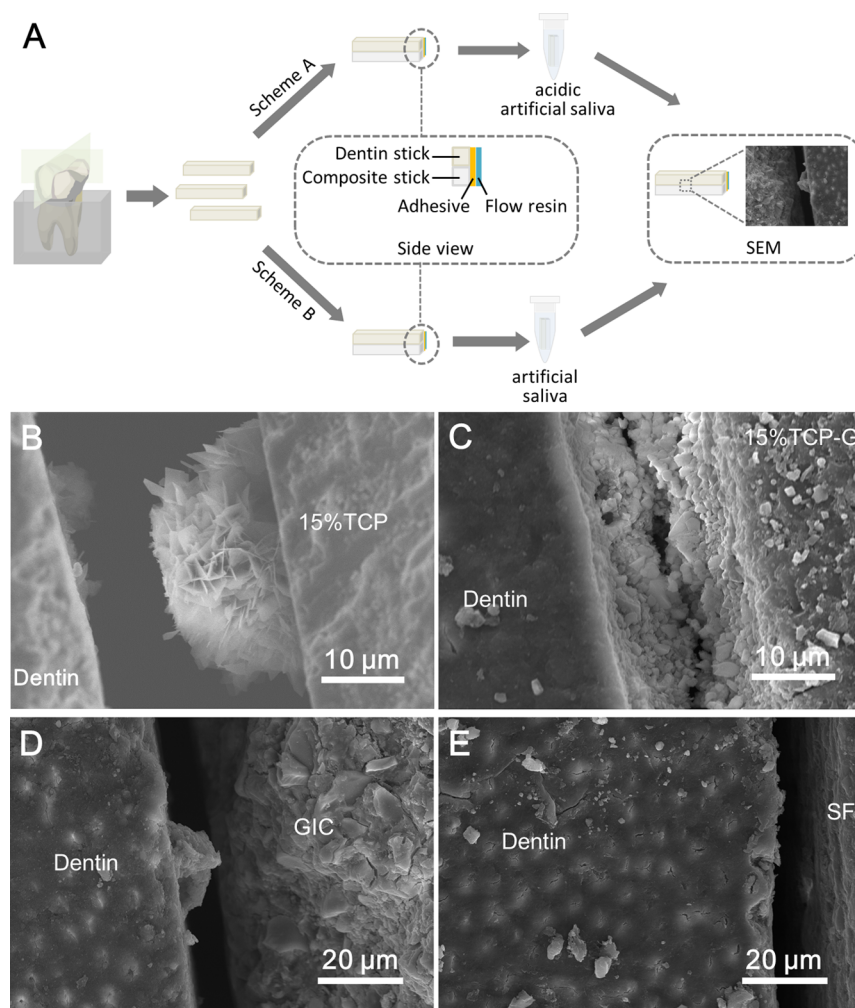 A
Scheme A
acidic
artificial saliva
Dentin stick
Composite stick
Adhesive
Flow resin
Side view
SEM
Scheme B
artificial
saliva
B
15%TCP
Dentin
10 μm
C
15%TCP-G
Dentin
10 μm
D
GIC
Dentin
20 μm
E
SF
Dentin
20 μm